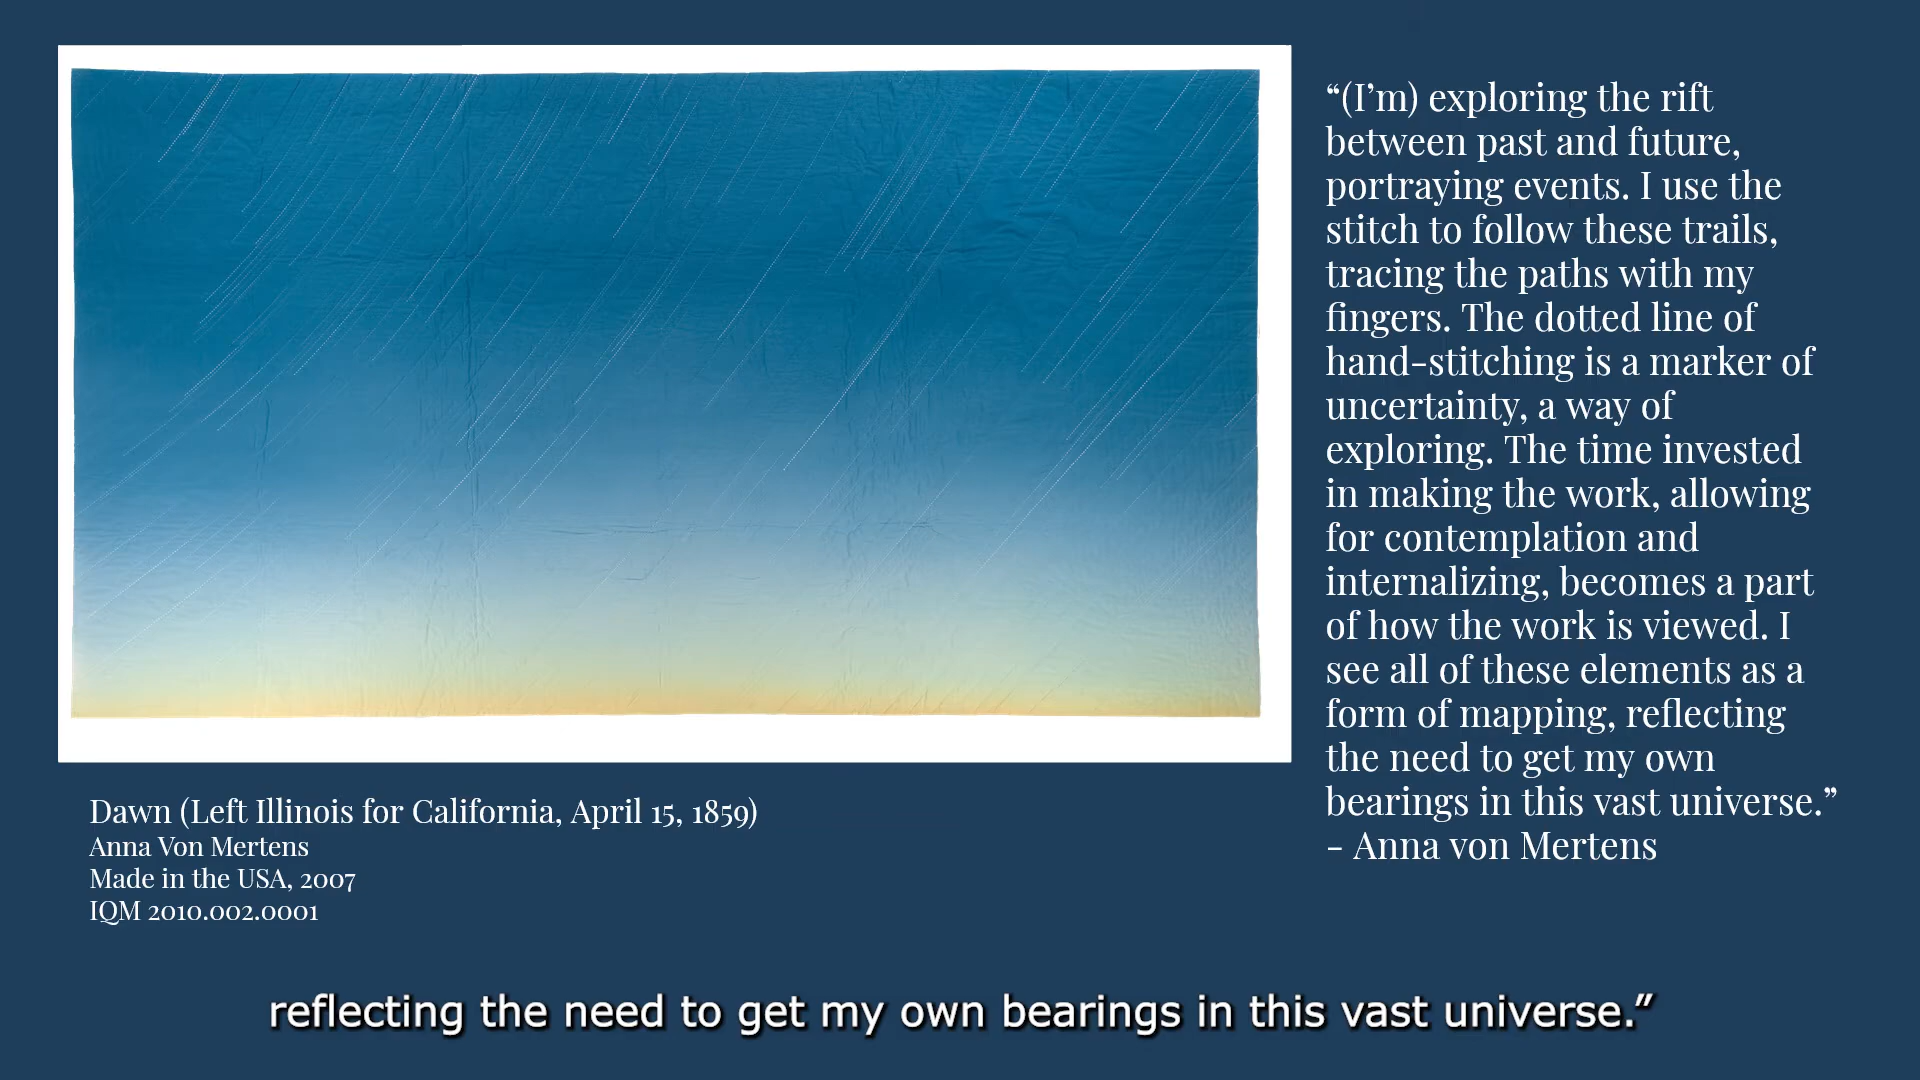 “(I’m) exploring the rift
between past and future,
portraying events. I use the
stitch to follow these trails,
tracing the paths with my
fingers. The dotted line of
hand-stitching is a marker of
uncertainty, a way of
exploring. The time invested
in making the work, allowing
for contemplation and
internalizing, becomes a part
of how the work is viewed. I
see all of these elements as a
form of mapping, reflecting
the need to get my own
bearings in this vast universe.”
- Anna von Mertens
Dawn (Left Illinois for California, April 15, 1859)
Anna Von Mertens
Made in the USA, 2007
IQM 2010.002.0001
reflecting the need to get my own bearings in this vast universe.”